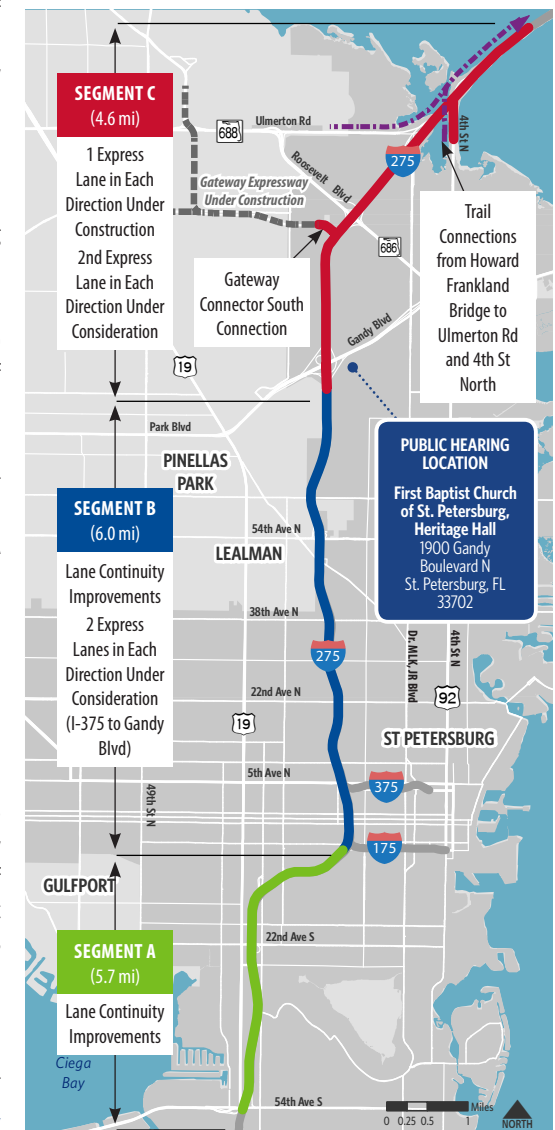 SEGMENT C
(4.6 mi)
1 Express
Lane in Each
Direction Under
Construction
2nd Express
Lane in Each
Direction Under
Consideration
688
Ulmerton Rd
Roosevelt Blvd
275
4th St N
Gateway Expressway
Under Construction
686
Gateway
Connector South
Connection
Trail
Connections
from Howard
Frankland
Bridge to
Ulmerton Rd
and 4th St
North
Gandy Blvd
19
Park Blvd
PINELLAS
PARK
PUBLIC HEARING
LOCATION
First Baptist Church
of St. Petersburg,
Heritage Hall
1900 Gandy
Boulevard N
St. Petersburg, FL
33702
SEGMENT B
(6.0 mi)
Lane Continuity
Improvements
2 Express
Lanes in Each
Direction Under
Consideration
(I-375 to Gandy
Blvd)
54th Ave N
LEALMAN
38th Ave N
275
Dr. MLK, JR Blvd
4th St N
22nd Ave N
92
19
ST PETERSBURG
5th Ave N
375
49th St N
175
GULFPORT
SEGMENT A
(5.7 mi)
Lane Continuity
Improvements
22nd Ave S
Ciega
Bay
54th Ave S
Miles
0 0.25 0.5 1
NORTH